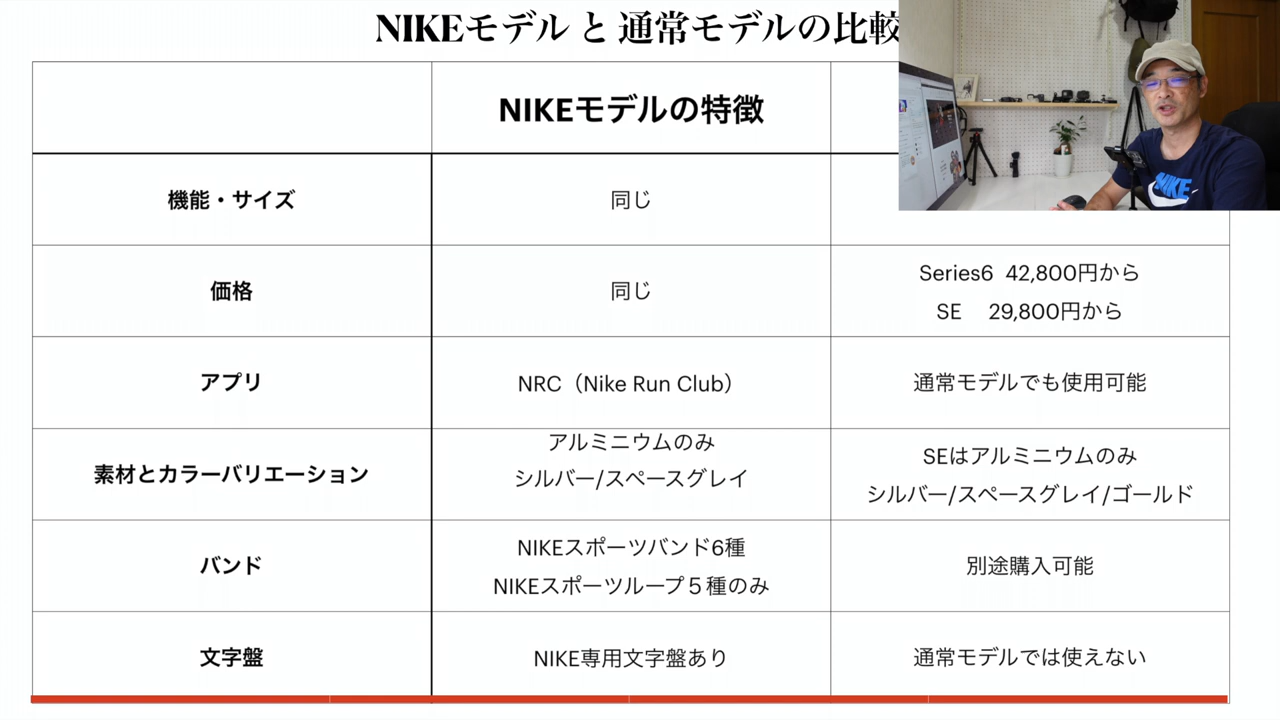 NIKEモデル と 通常モデルの比較
NIKEモデルの特徴
機能・サイズ
同じ
価格
同じ
Series6 42,800円から
SE 29,800円から
アプリ
NRC（Nike Run Club）
通常モデルでも使用可能
素材とカラーバリエーション
アルミニウムのみ
シルバー/スペースグレイ
SEはアルミニウムのみ
シルバー/スペースグレイ/ゴールド
バンド
NIKEスポーツバンド6種
NIKEスポーツループ５種のみ
別途購入可能
文字盤
NIKE専用文字盤あり
通常モデルでは使えない
NIKE